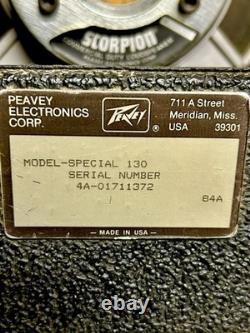 SCORPION
PEAVEY
ELECTRONICS
CORP.
PEAVEY
®
711 A Street
Meridian, Miss.
USA 39301
MODEL-SPECIAL 130
SERIAL NUMBER
4A-01711372
84A
— MADE IN USA —